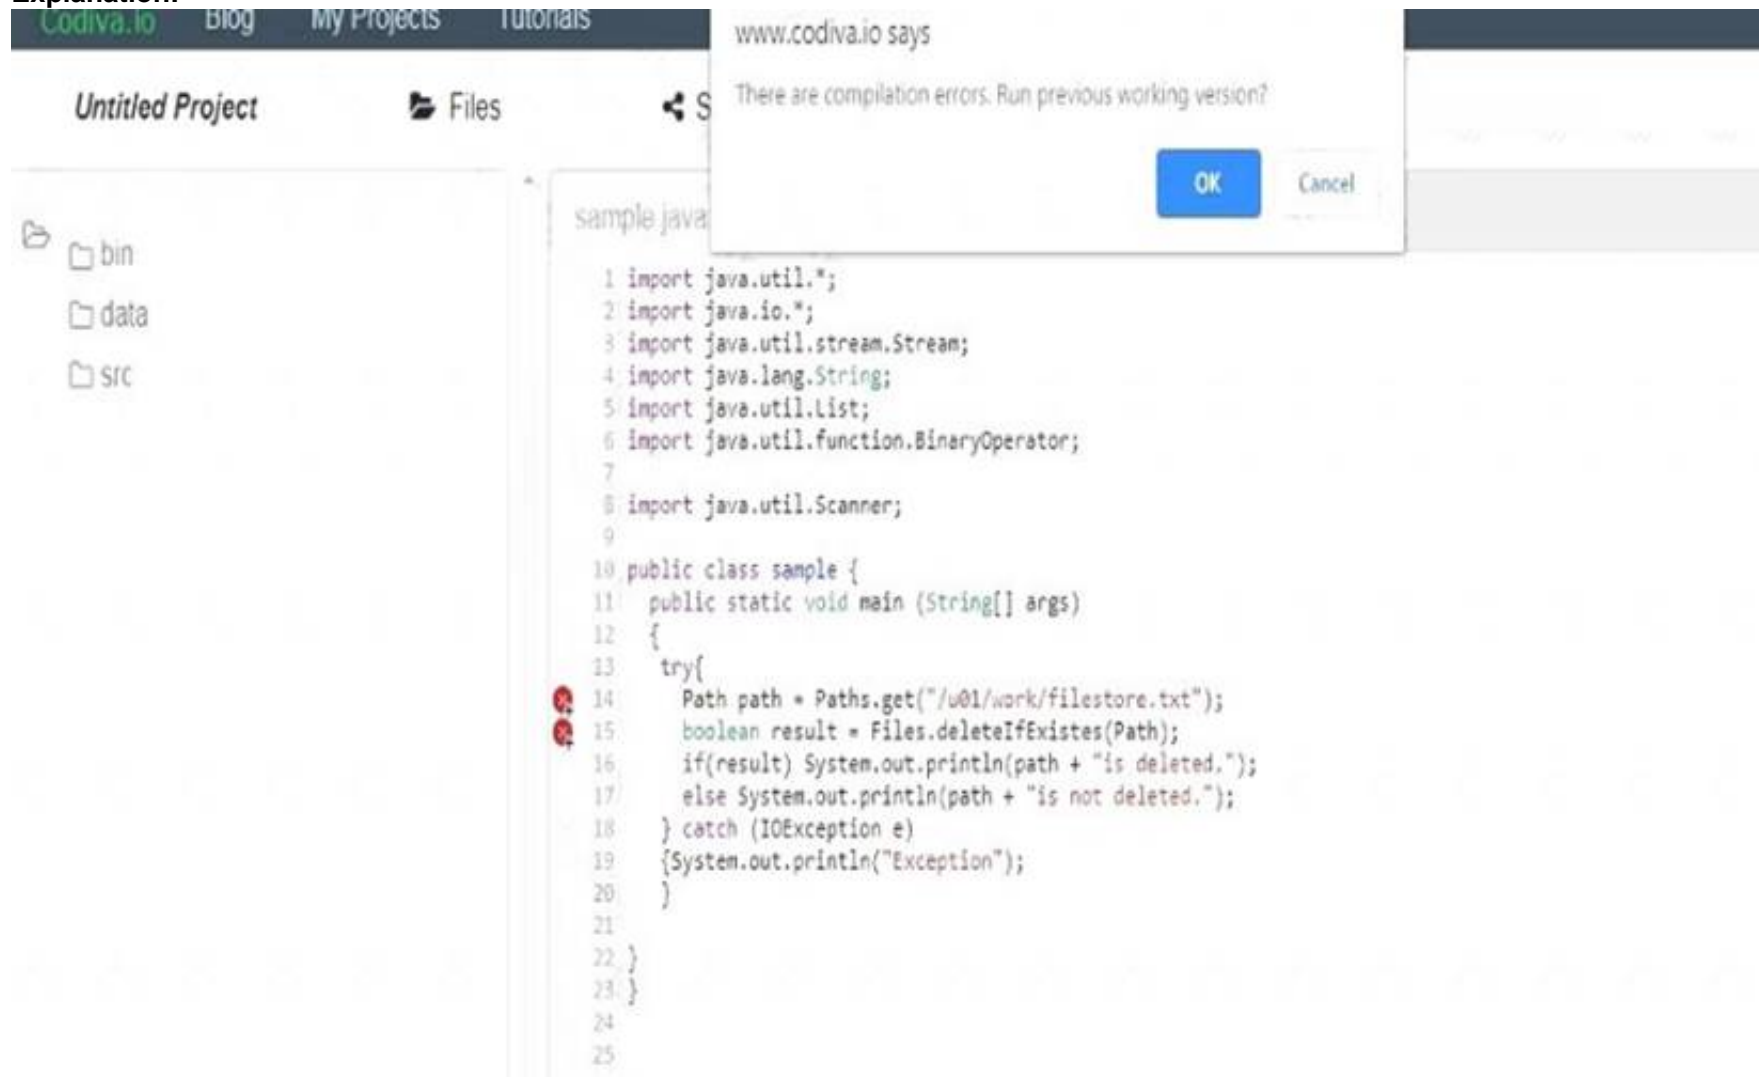 Explanation:
Codiva.io Blog My Projects Tutorials
www.codiva.io says
There are compilation errors. Run previous working version?
Untitled Project Files S
OK Cancel
sample java
bin
data
src
1 import java.util.*;
2 import java.io.*;
3 import java.util.stream.Stream;
4 import java.lang.String;
5 import java.util.List;
6 import java.util.function.BinaryOperator;
7
8 import java.util.Scanner;
9
10 public class sample {
11 public static void main (String[] args)
12 {
13 try{
14 Path path = Paths.get("/u01/work/filestore.txt");
15 boolean result = Files.deleteIfExistes(Path);
16 if(result) System.out.println(path + "is deleted.");
17 else System.out.println(path + "is not deleted.");
18 } catch (IOException e)
19 {System.out.println("Exception");
20 }
21
22 }
23 }
24
25